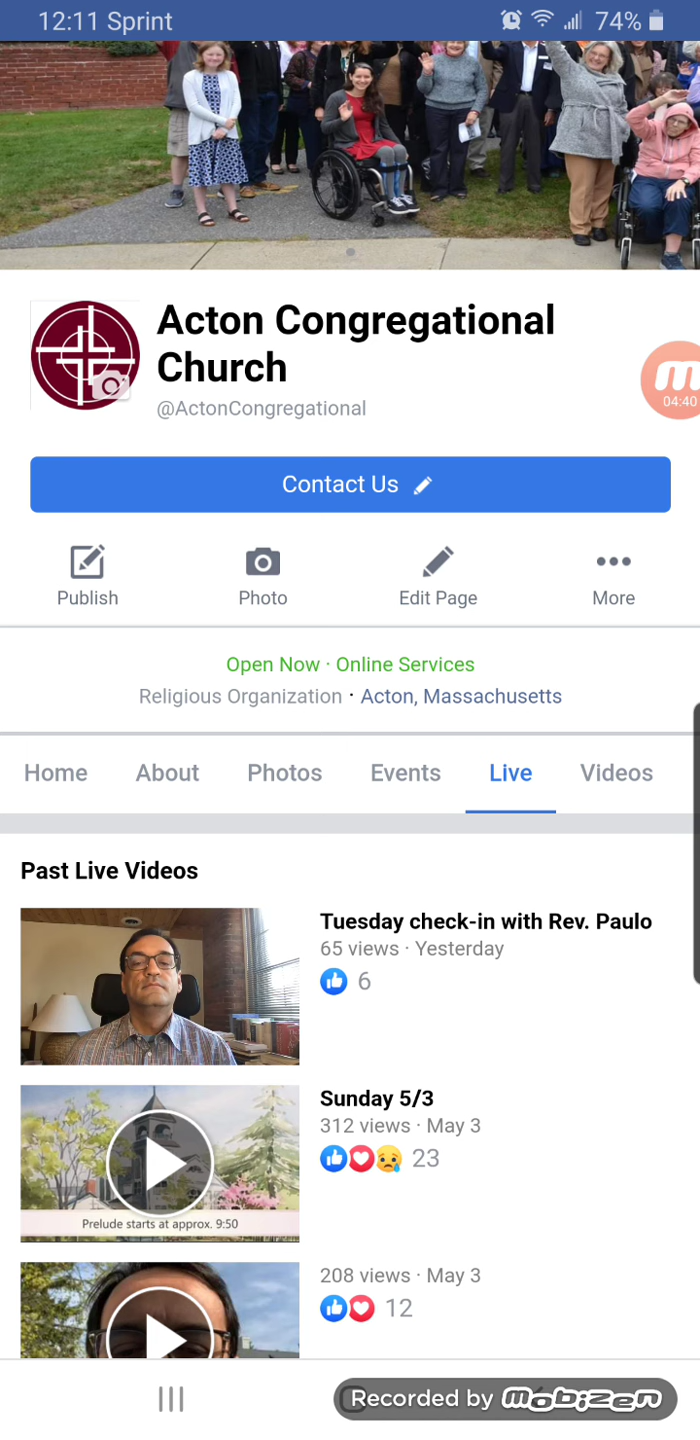 12:11 Sprint 74%
Acton Congregational
Church
@ActonCongregational
m
04:40
Contact Us
Publish Photo Edit Page More
Open Now · Online Services
Religious Organization · Acton, Massachusetts
Home About Photos Events Live Videos
Past Live Videos
Tuesday check-in with Rev. Paulo
65 views · Yesterday
6
Sunday 5/3
312 views · May 3
23
Prelude starts at approx. 9:50
208 views · May 3
12
Recorded by mobizen